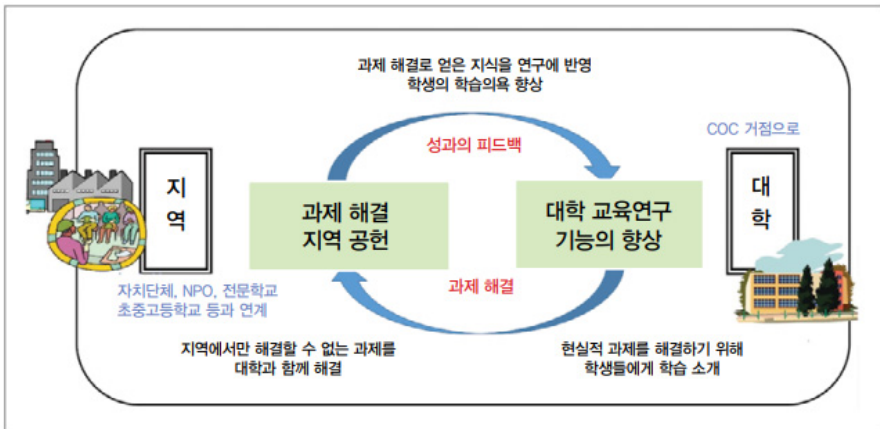 과제 해결로 얻은 지식을 연구에 반영
학생의 학습의욕 향상
성과의 피드백
COC 거점으로
지역
과제 해결
지역 공헌
대학 교육연구
기능의 향상
대학
자치단체, NPO, 전문학교
초중고등학교 등과 연계
과제 해결
지역에서만 해결할 수 없는 과제를
대학과 함께 해결
현실적 과제를 해결하기 위해
학생들에게 학습 소개